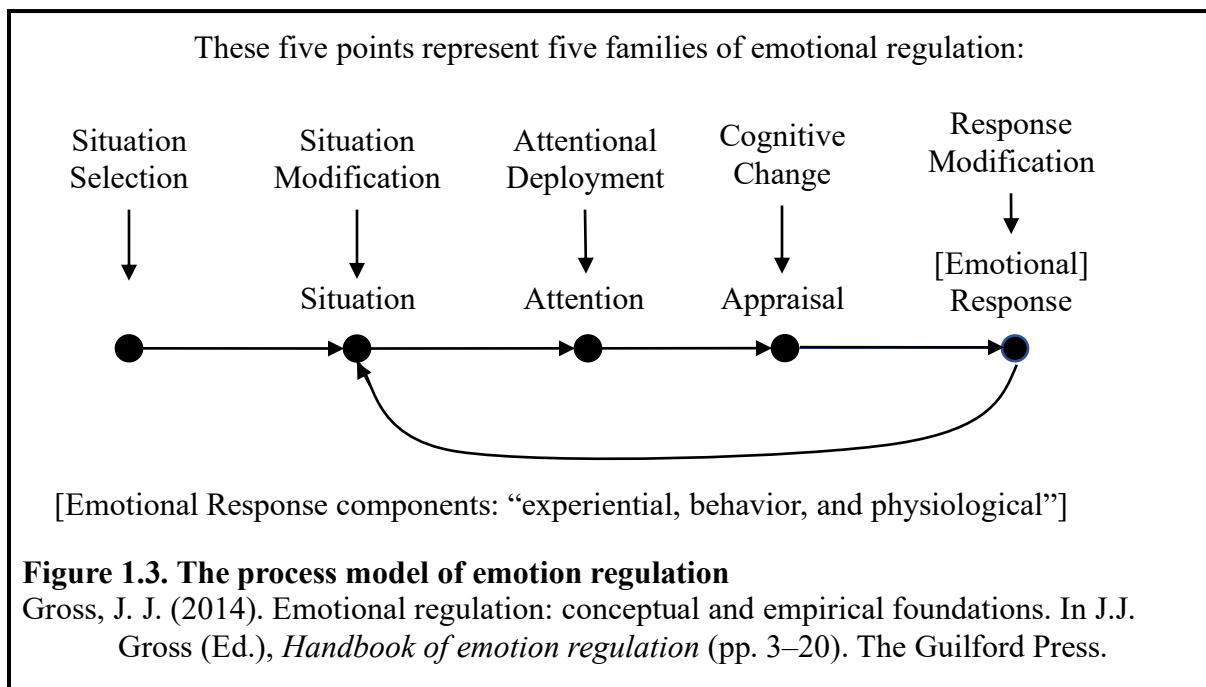 These five points represent five families of emotional regulation:
Situation
Selection
Situation
Modification
Attentional
Deployment
Cognitive
Change
Response
Modification
Situation
Attention
Appraisal
[Emotional]
Response
[Emotional Response components: “experiential, behavior, and physiological”]
Figure 1.3. The process model of emotion regulation
Gross, J. J. (2014). Emotional regulation: conceptual and empirical foundations. In J.J.
Gross (Ed.), Handbook of emotion regulation (pp. 3–20). The Guilford Press.